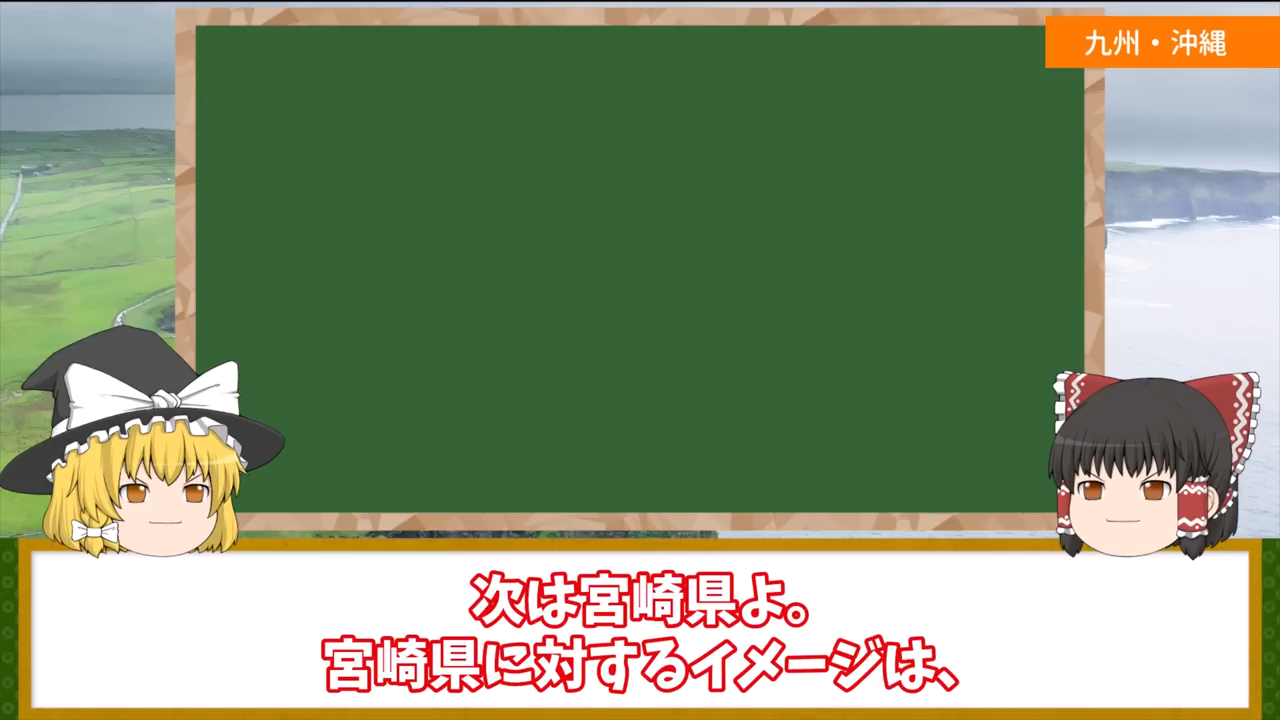 九州・沖縄
次は宮崎県よ。
宮崎県に対するイメージは、